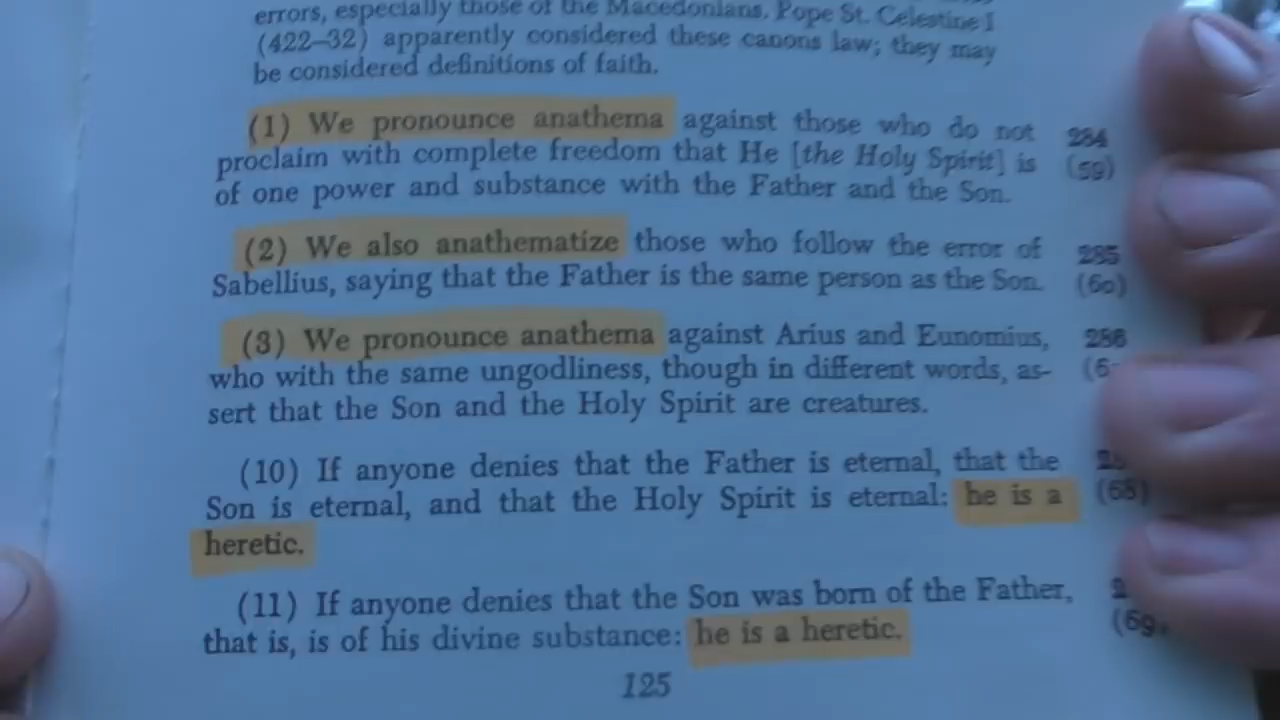 errors, especially those of the Macedonians. Pope St. Celestine I
(422–32) apparently considered these canons law; they may
be considered definitions of faith.
(1) We pronounce anathema against those who do not 284
proclaim with complete freedom that He [the Holy Spirit] is (59)
of one power and substance with the Father and the Son.
(2) We also anathematize those who follow the error of 285
Sabellius, saying that the Father is the same person as the Son. (60)
(3) We pronounce anathema against Arius and Eunomius, 286
who with the same ungodliness, though in different words, as-
sert that the Son and the Holy Spirit are creatures.
(10) If anyone denies that the Father is eternal, that the
Son is eternal, and that the Holy Spirit is eternal: he is a (68)
heretic.
(11) If anyone denies that the Son was born of the Father,
that is, is of his divine substance: he is a heretic. (69)
125